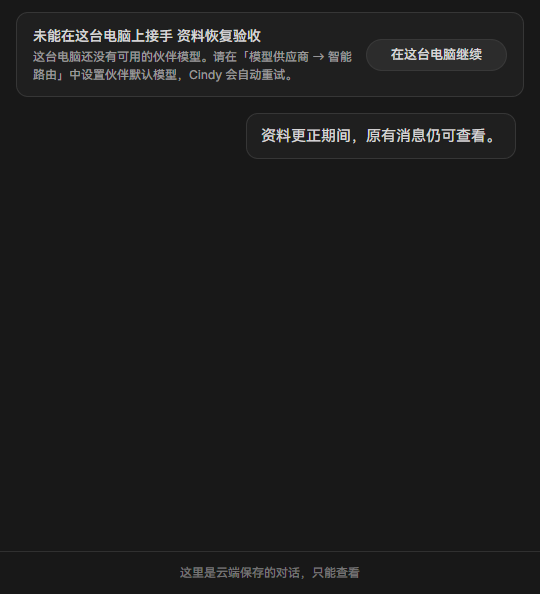 未能在这台电脑上接手 资料恢复验收
这台电脑还没有可用的伙伴模型。请在「模型供应商 → 智能
路由」中设置伙伴默认模型，Cindy 会自动重试。
在这台电脑继续
资料更正期间，原有消息仍可查看。
这里是云端保存的对话，只能查看